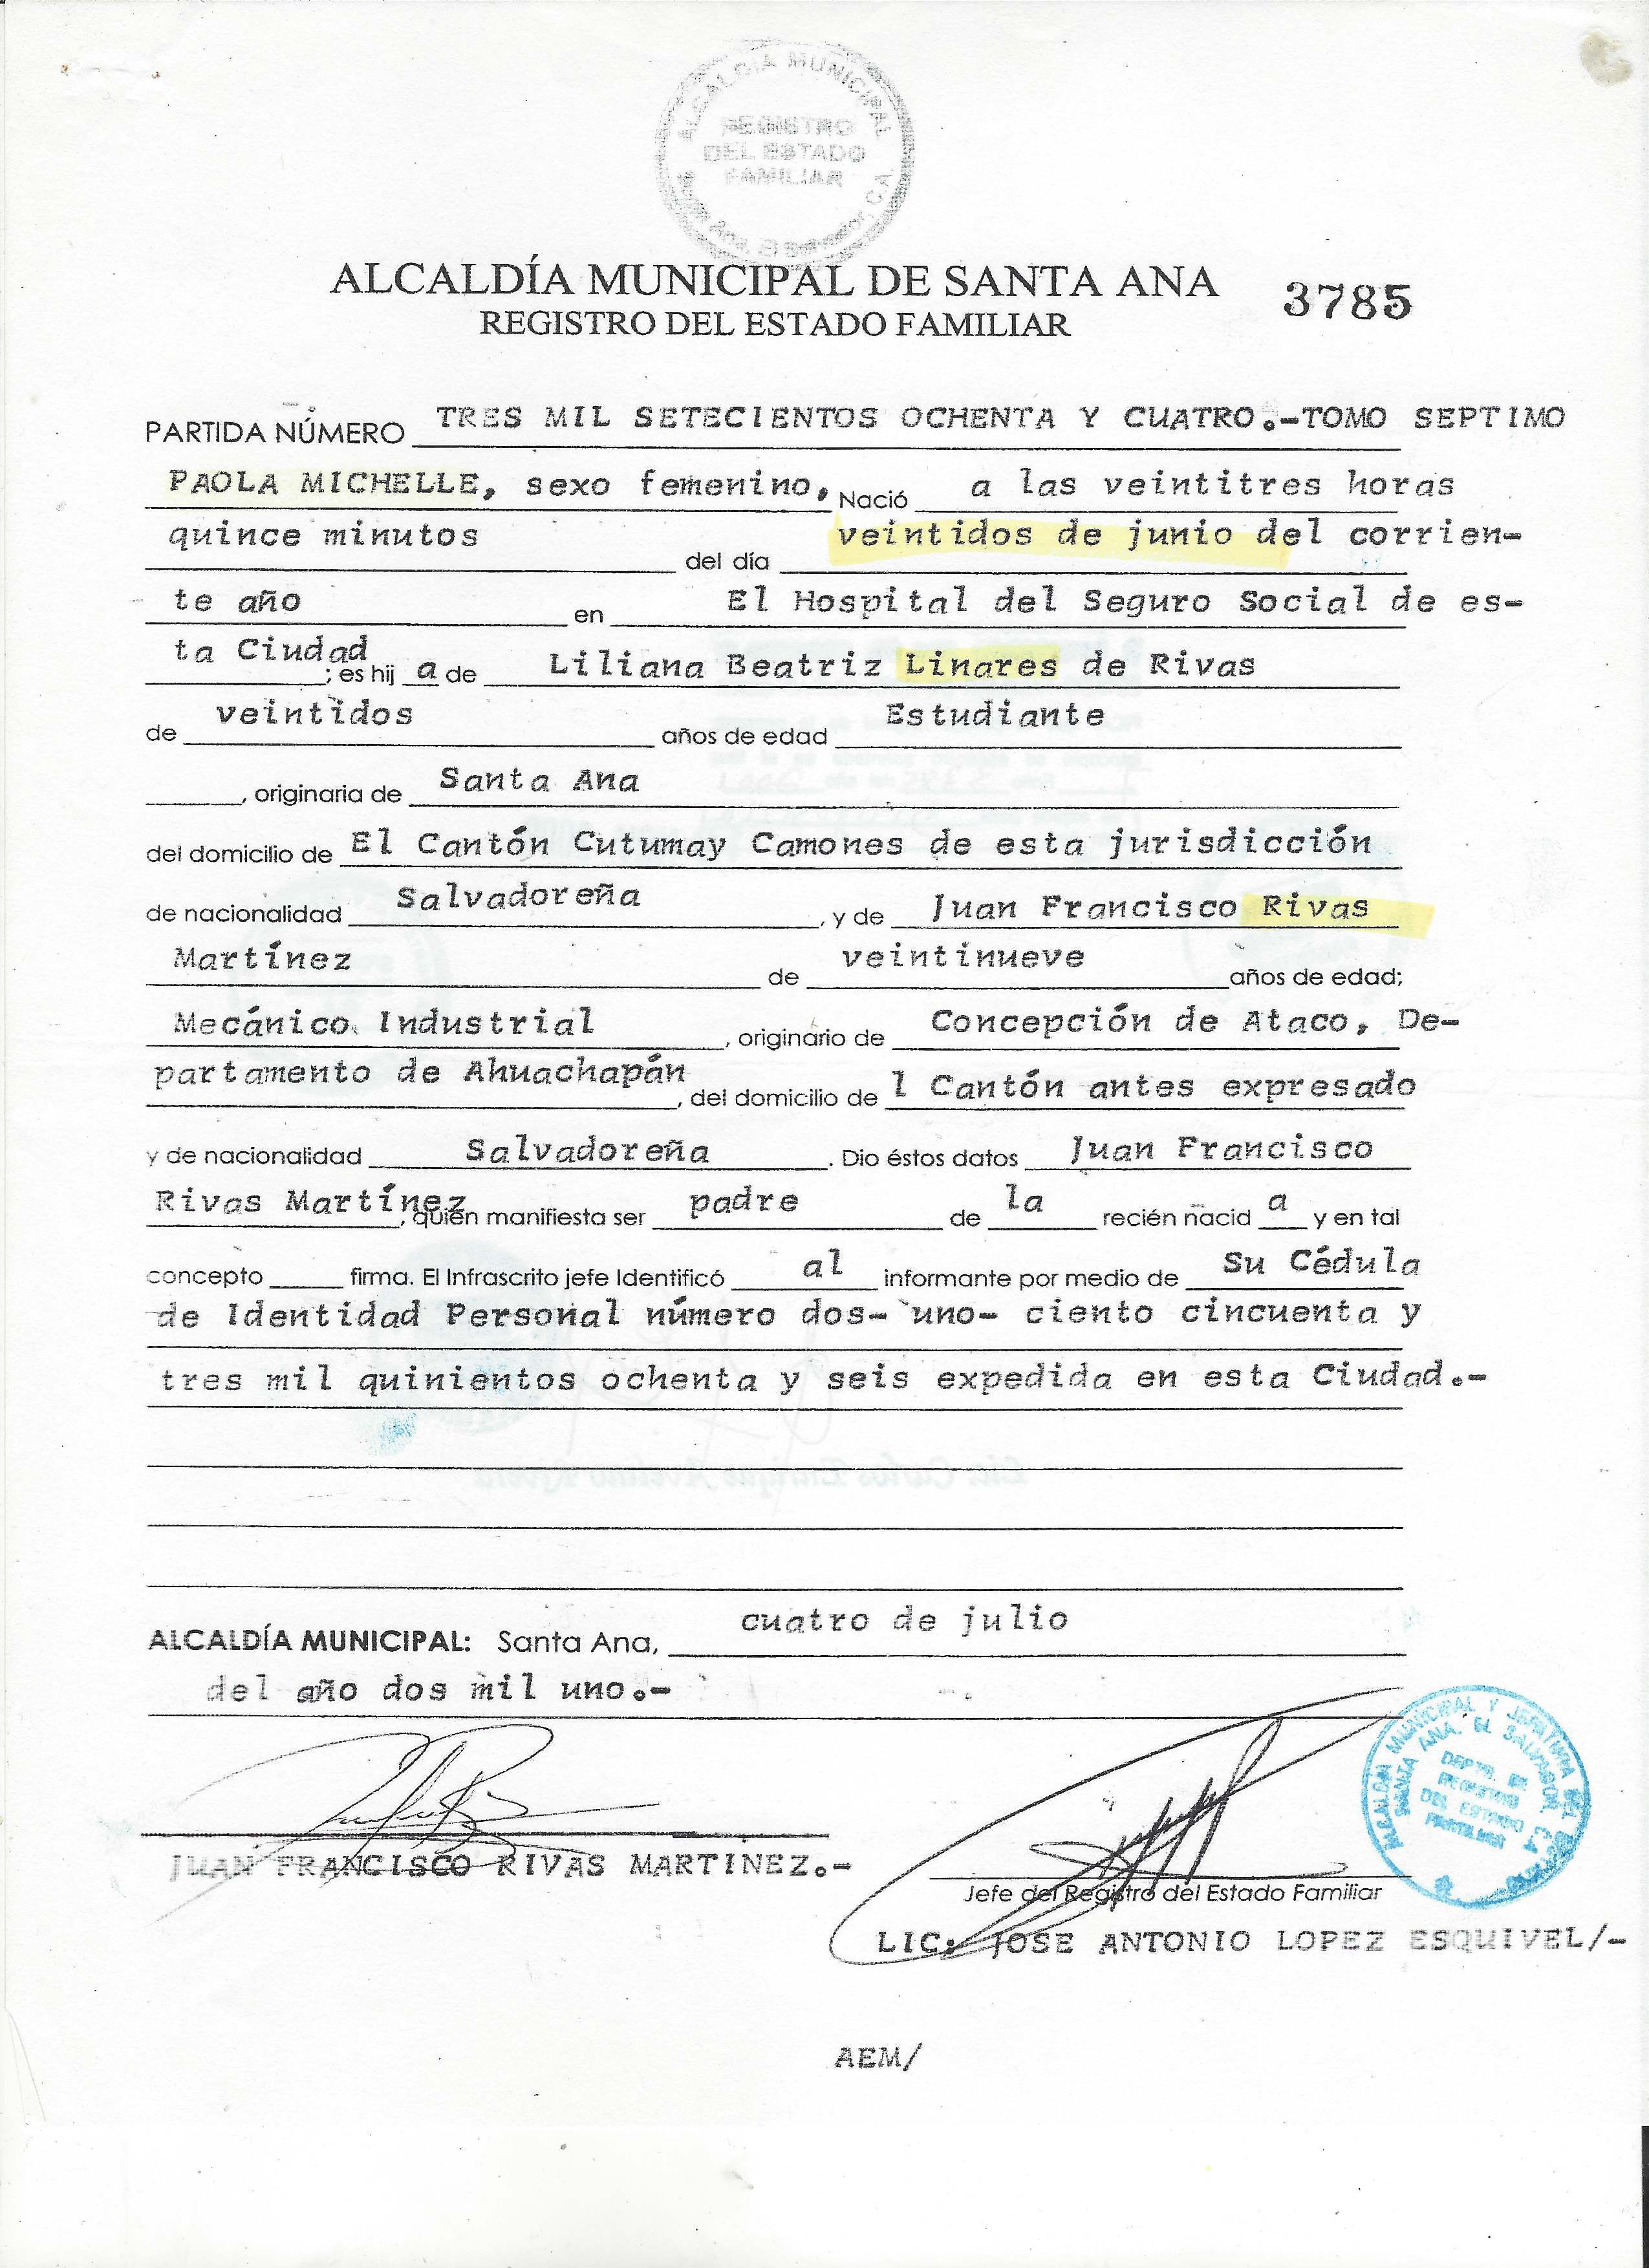 ALCALDIA MUNICIPAL
REGISTRO
DEL ESTADO
FAMILIAR
Santa Ana, El Salvador, C.A.
ALCALDÍA MUNICIPAL DE SANTA ANA 3785
REGISTRO DEL ESTADO FAMILIAR
PARTIDA NÚMERO TRES MIL SETECIENTOS OCHENTA Y CUATRO.-TOMO SEPTIMO
PAOLA MICHELLE, sexo femenino, Nació a las veintitres horas
quince minutos del día veintidos de junio del corrien-
te año en El Hospital del Seguro Social de es-
ta Ciudad ; es hij a de Liliana Beatriz Linares de Rivas
de veintidos años de edad Estudiante
, originaria de Santa Ana
del domicilio de El Cantón Cutumay Camones de esta jurisdicción
de nacionalidad Salvadoreña , y de Juan Francisco Rivas
Martínez de veintinueve años de edad;
Mecánico Industrial , originario de Concepción de Ataco, De-
partamento de Ahuachapán , del domicilio de l Cantón antes expresado
y de nacionalidad Salvadoreña . Dio éstos datos Juan Francisco
Rivas Martínez , quien manifiesta ser padre de la recién nacid a y en tal
concepto firma. El Infrascrito jefe Identificó al informante por medio de Su Cédula
de Identidad Personal número dos- uno- ciento cincuenta y
tres mil quinientos ochenta y seis expedida en esta Ciudad.-
ALCALDÍA MUNICIPAL: Santa Ana, cuatro de julio
del año dos mil uno.-
JUAN FRANCISCO RIVAS MARTINEZ.-
ALCALDIA MUNICIPAL Y JEFATURA DEL
SANTA ANA, EL SALVADOR, C.A.
DEPTO. DE
REGISTRO
DEL ESTADO
FAMILIAR
Jefe del Registro del Estado Familiar
LIC: JOSE ANTONIO LOPEZ ESQUIVEL/-
AEM/